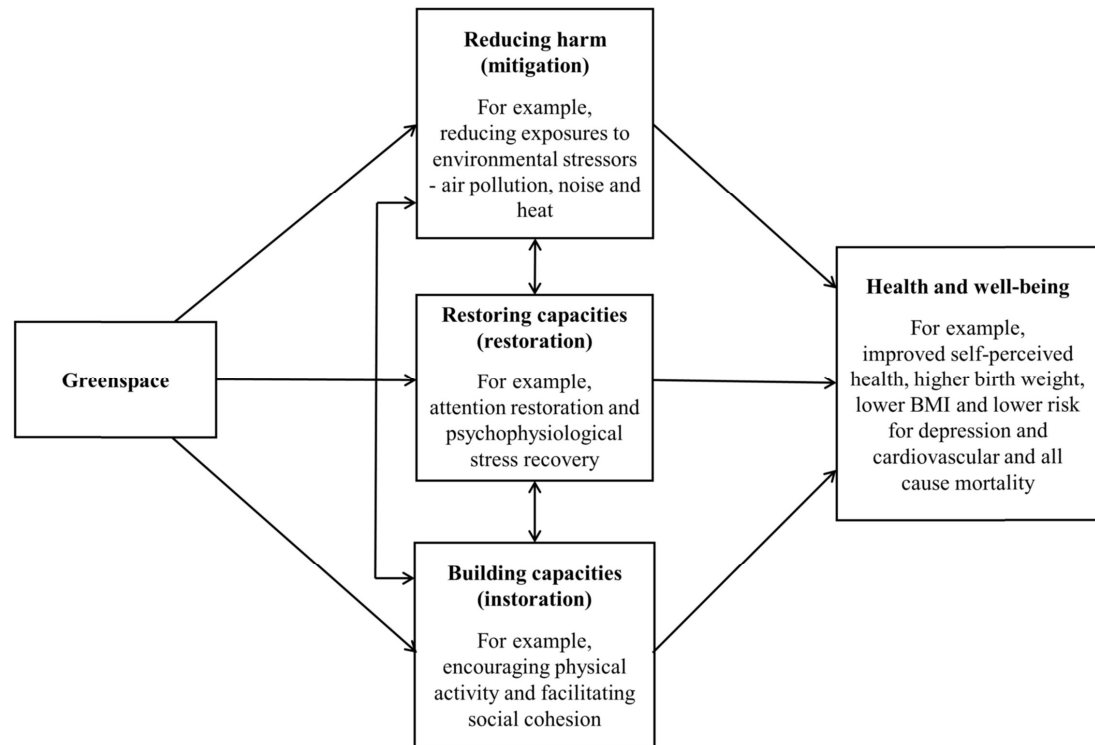 Reducing harm
(mitigation)
For example,
reducing exposures to
environmental stressors
- air pollution, noise and
heat
Greenspace
Restoring capacities
(restoration)
For example,
attention restoration and
psychophysiological
stress recovery
Building capacities
(instoration)
For example,
encouraging physical
activity and facilitating
social cohesion
Health and well-being
For example,
improved self-perceived
health, higher birth weight,
lower BMI and lower risk
for depression and
cardiovascular and all
cause mortality